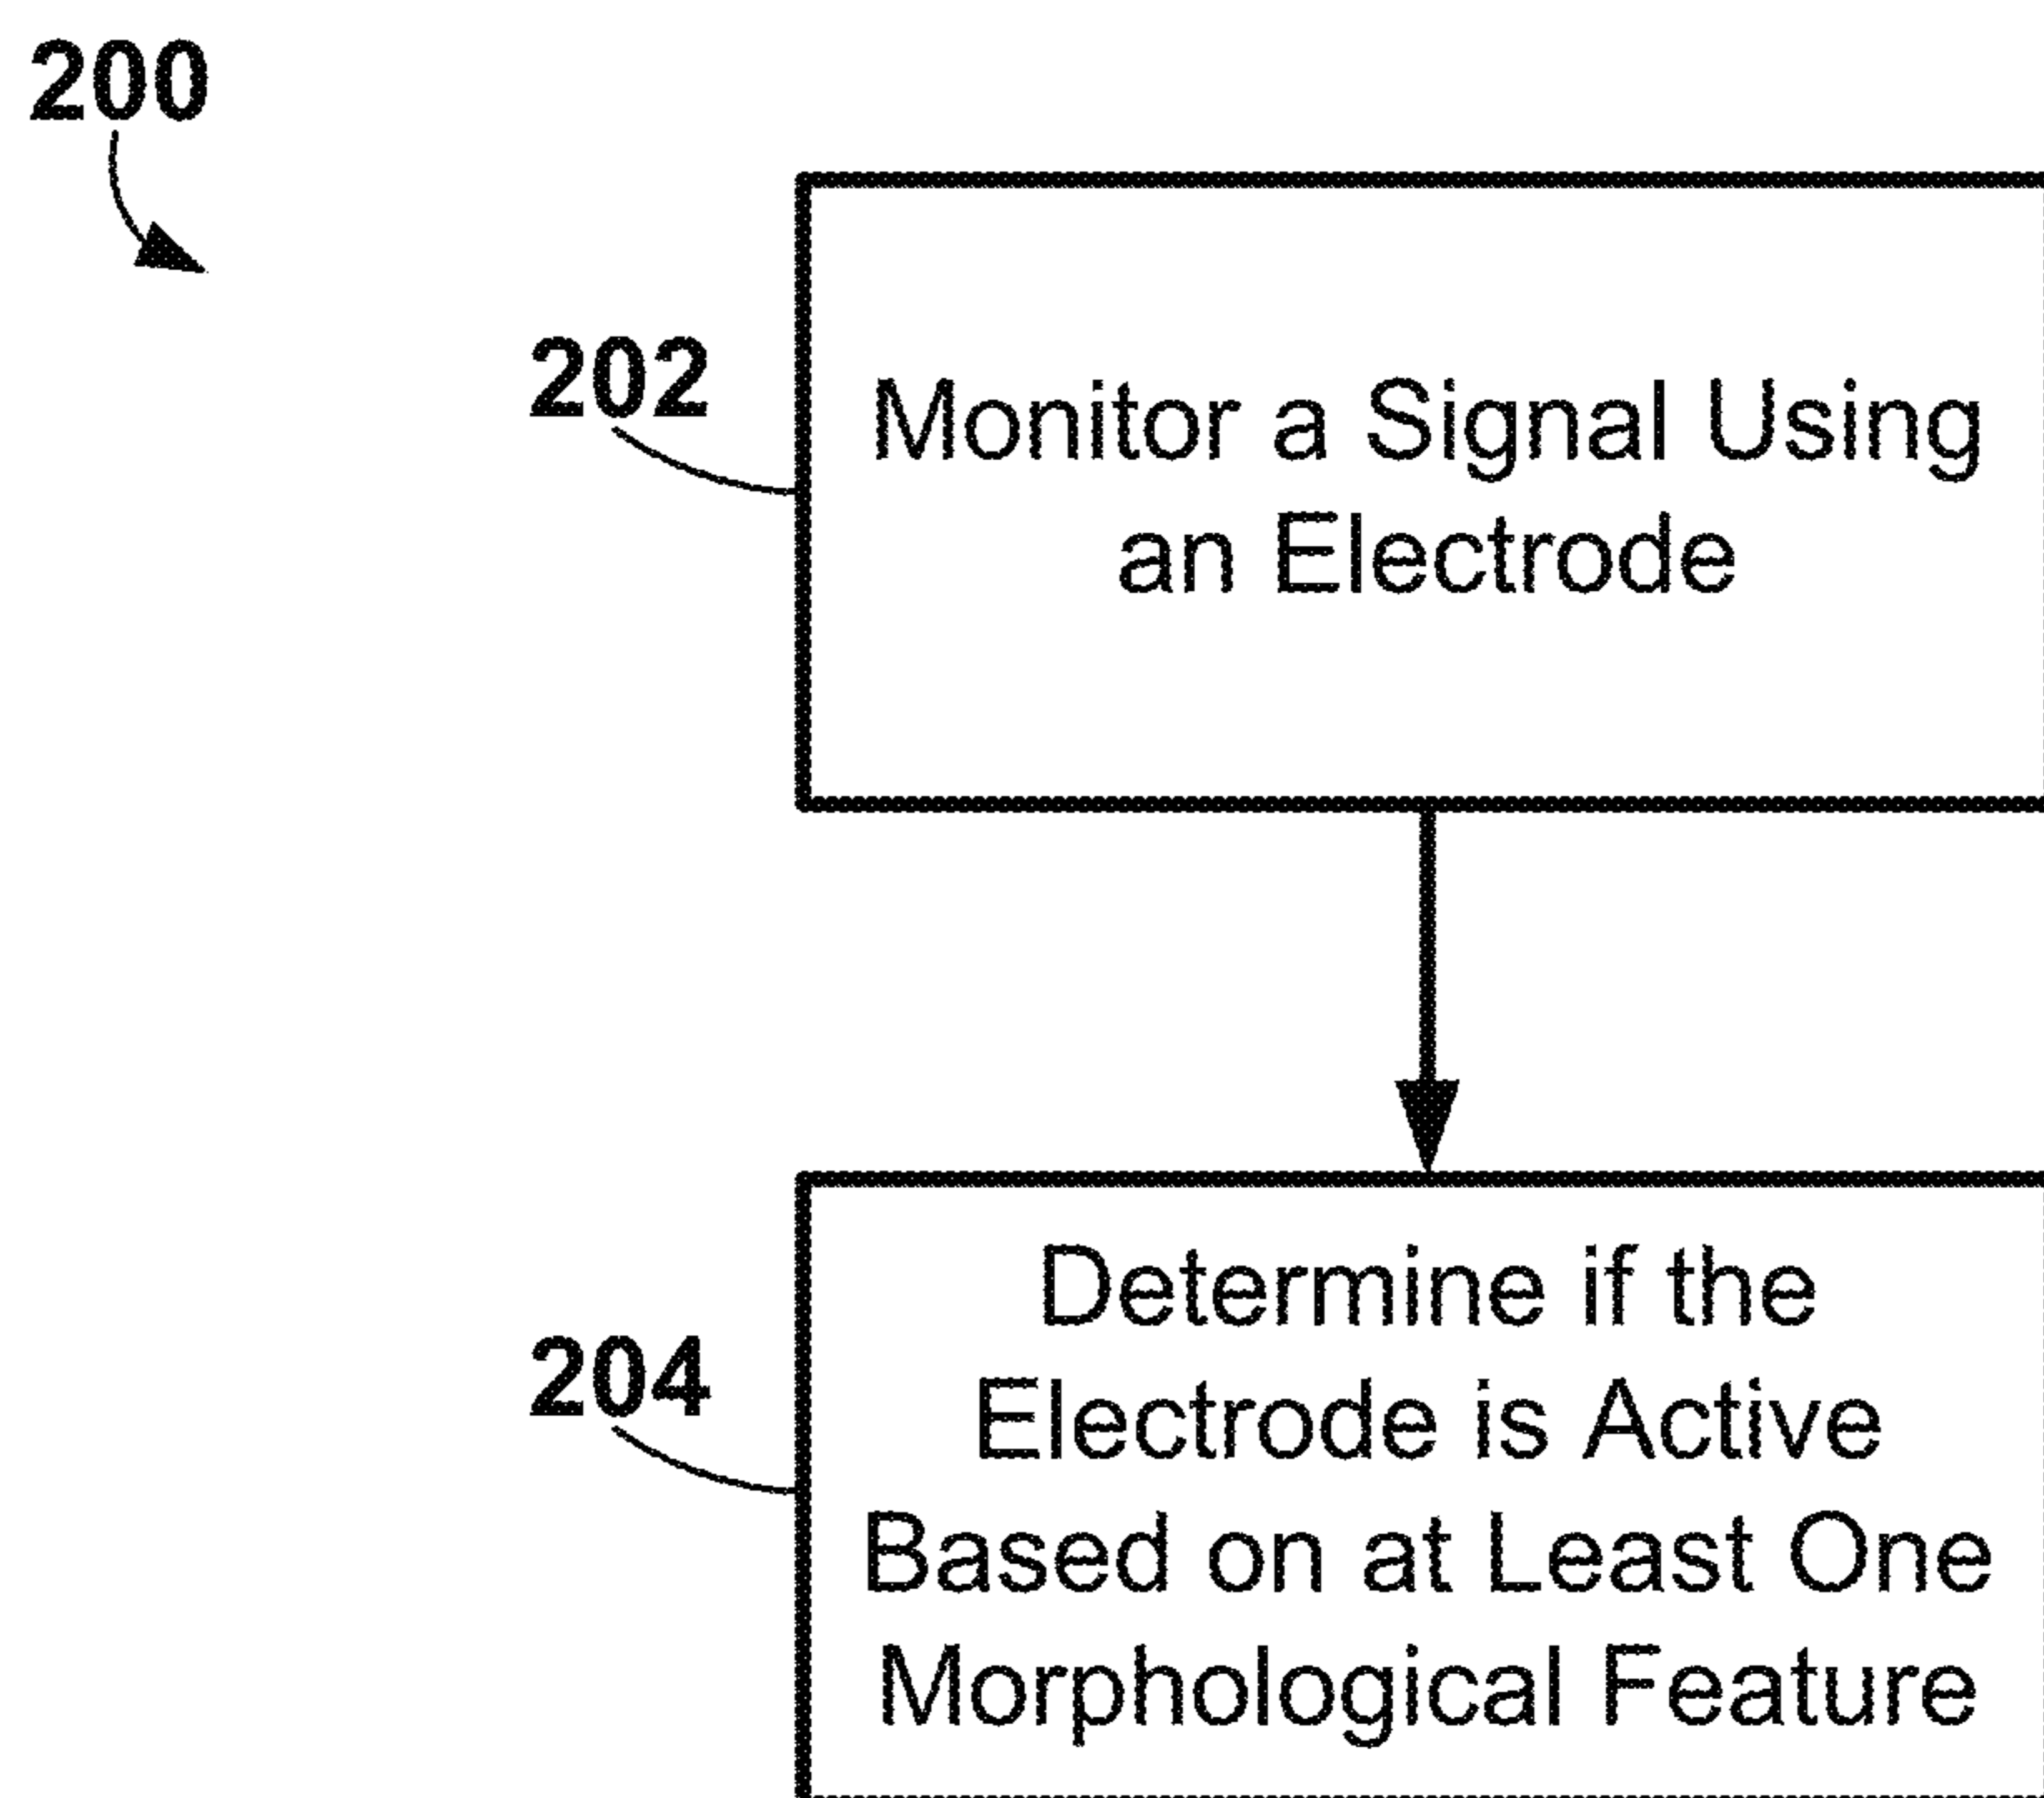 200
202
Monitor a Signal Using
an Electrode
204
Determine if the
Electrode is Active
Based on at Least One
Morphological Feature